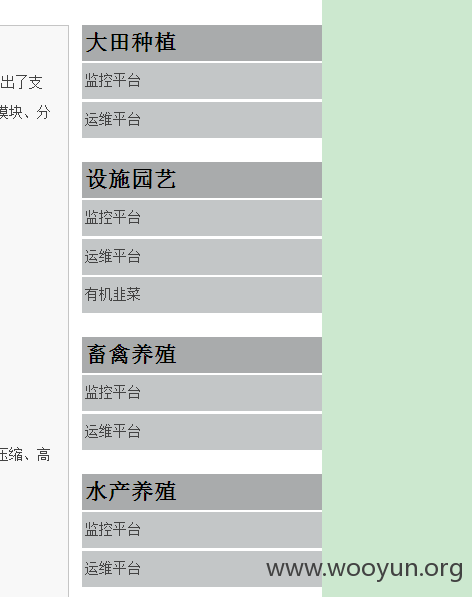 出了支
模块、分
压缩、高
大田种植
监控平台
运维平台
设施园艺
监控平台
运维平台
有机韭菜
畜禽养殖
监控平台
运维平台
水产养殖
监控平台
运维平台
www.wooyun.org